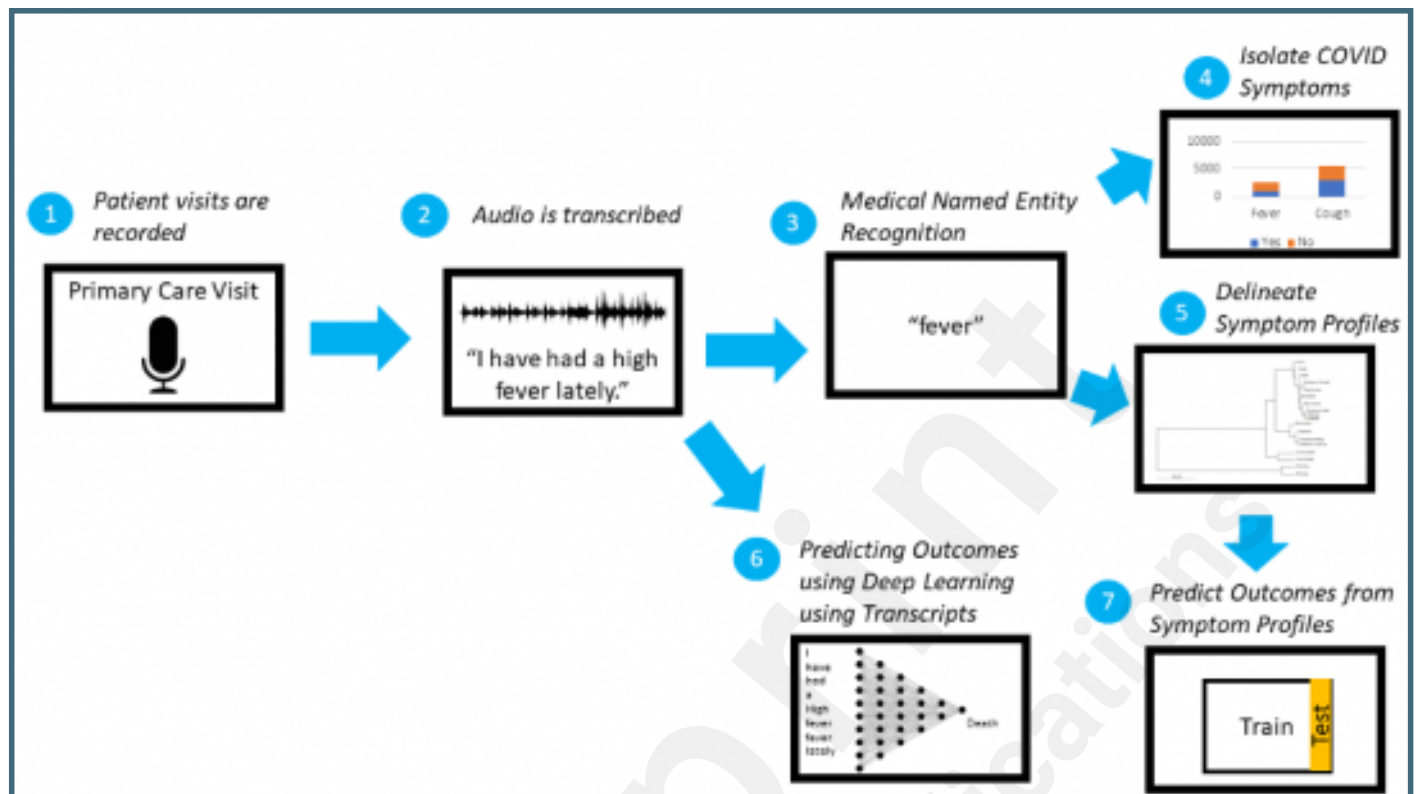 1
Patient visits are
recorded
Primary Care Visit
2
Audio is transcribed
“I have had a high
fever lately.”
3
Medical Named Entity
Recognition
“fever”
4
Isolate COVID
Symptoms
10000
5000
0
Fever
Cough
Yes
No
5
Delineate
Symptom Profiles
6
Predicting Outcomes
using Deep Learning
using Transcripts
I
have
had
a
High
fever
fever
lately
Death
7
Predict Outcomes from
Symptom Profiles
Train
Test